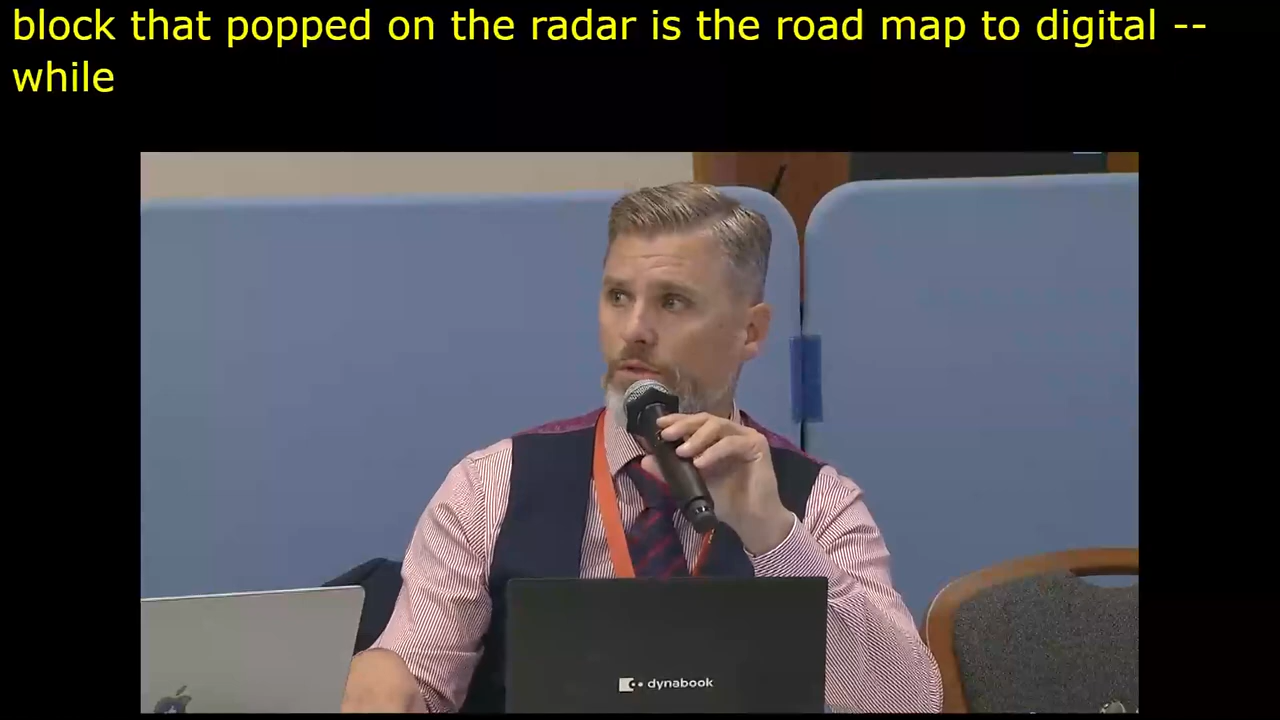 block that popped on the radar is the road map to digital --
while
dynabook